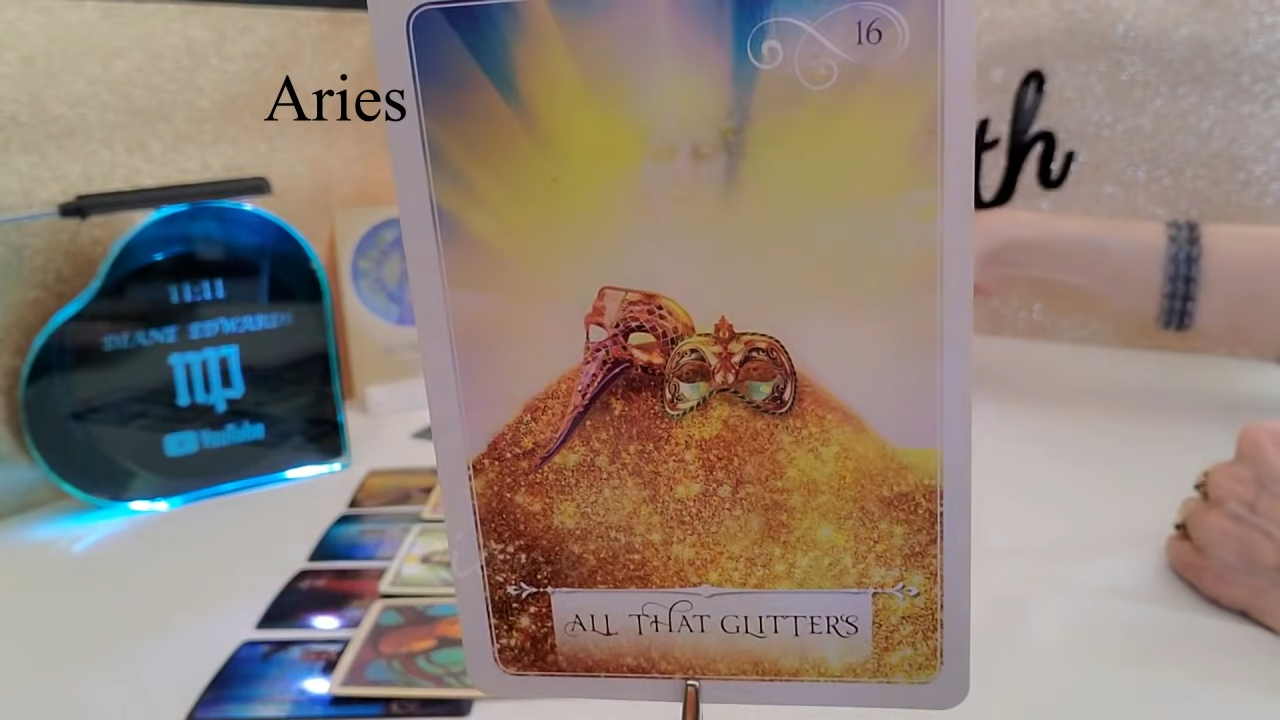 16
Aries
th
11:11
DIANE EDWARDS
YouTube
ALL THAT GLITTERS